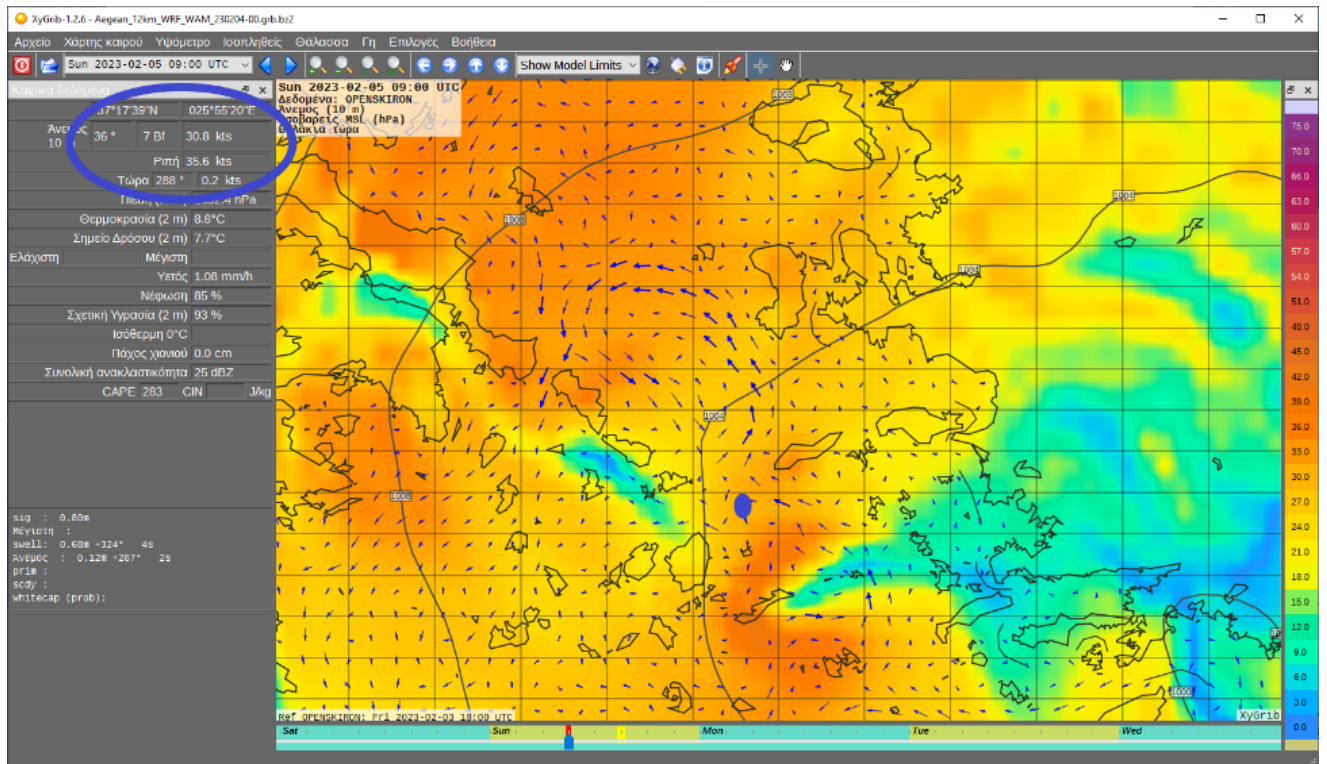 XyGrib-1.2.6 - Aegean_12km_WRF_WAM_230204-00.grb.bz2
Αρχείο Χάρτης καιρού Υψόμετρο Ισοπληθείς Θάλασσα Γη Επιλογές Βοήθεια
Sun 2023-02-05 09:00 UTC Show Model Limits
Καιρικά δεδομένα
37°17'39"N 025°55'20"E
Άνεμος 10 36 ° 7 Bf 30.8 kts
Ριπή 35.6 kts
Τώρα 288 ° 0.2 kts
hPa
Θερμοκρασία (2 m) 8.8°C
Σημείο Δρόσου (2 m) 7.7°C
Ελάχιστη Μέγιστη
Υετός 1.08 mm/h
Νέφωση 85 %
Σχετική Υγρασία (2 m) 93 %
Ισόθερμη 0°C
Πάχος χιονιού 0.0 cm
Συνολική ανακλαστικότητα 25 dBZ
CAPE 283 CIN J/kg
sig : 0.80m
Μέγιστη :
swell: 0.68m ÷324° 4s
Άνεμος : 0.12m ÷287° 2s
prim :
scdy :
whitecap (prob):
Sun 2023-02-05 09:00 UTC
Δεδομένα: OPENSKIRON
Άνεμος (10 m)
Ισοβαρείς MSL (hPa)
τώρα
1008
1004
1008
1004
1004
1008
1000
Ref OPENSKIRON: Fri 2023-02-03 18:00 UTC
XyGrib
Sat Sun Mon Tue Wed
75.0
70.0
66.0
63.0
60.0
57.0
54.0
51.0
48.0
45.0
42.0
39.0
36.0
33.0
30.0
27.0
24.0
21.0
18.0
15.0
12.0
9.0
6.0
3.0
0.0